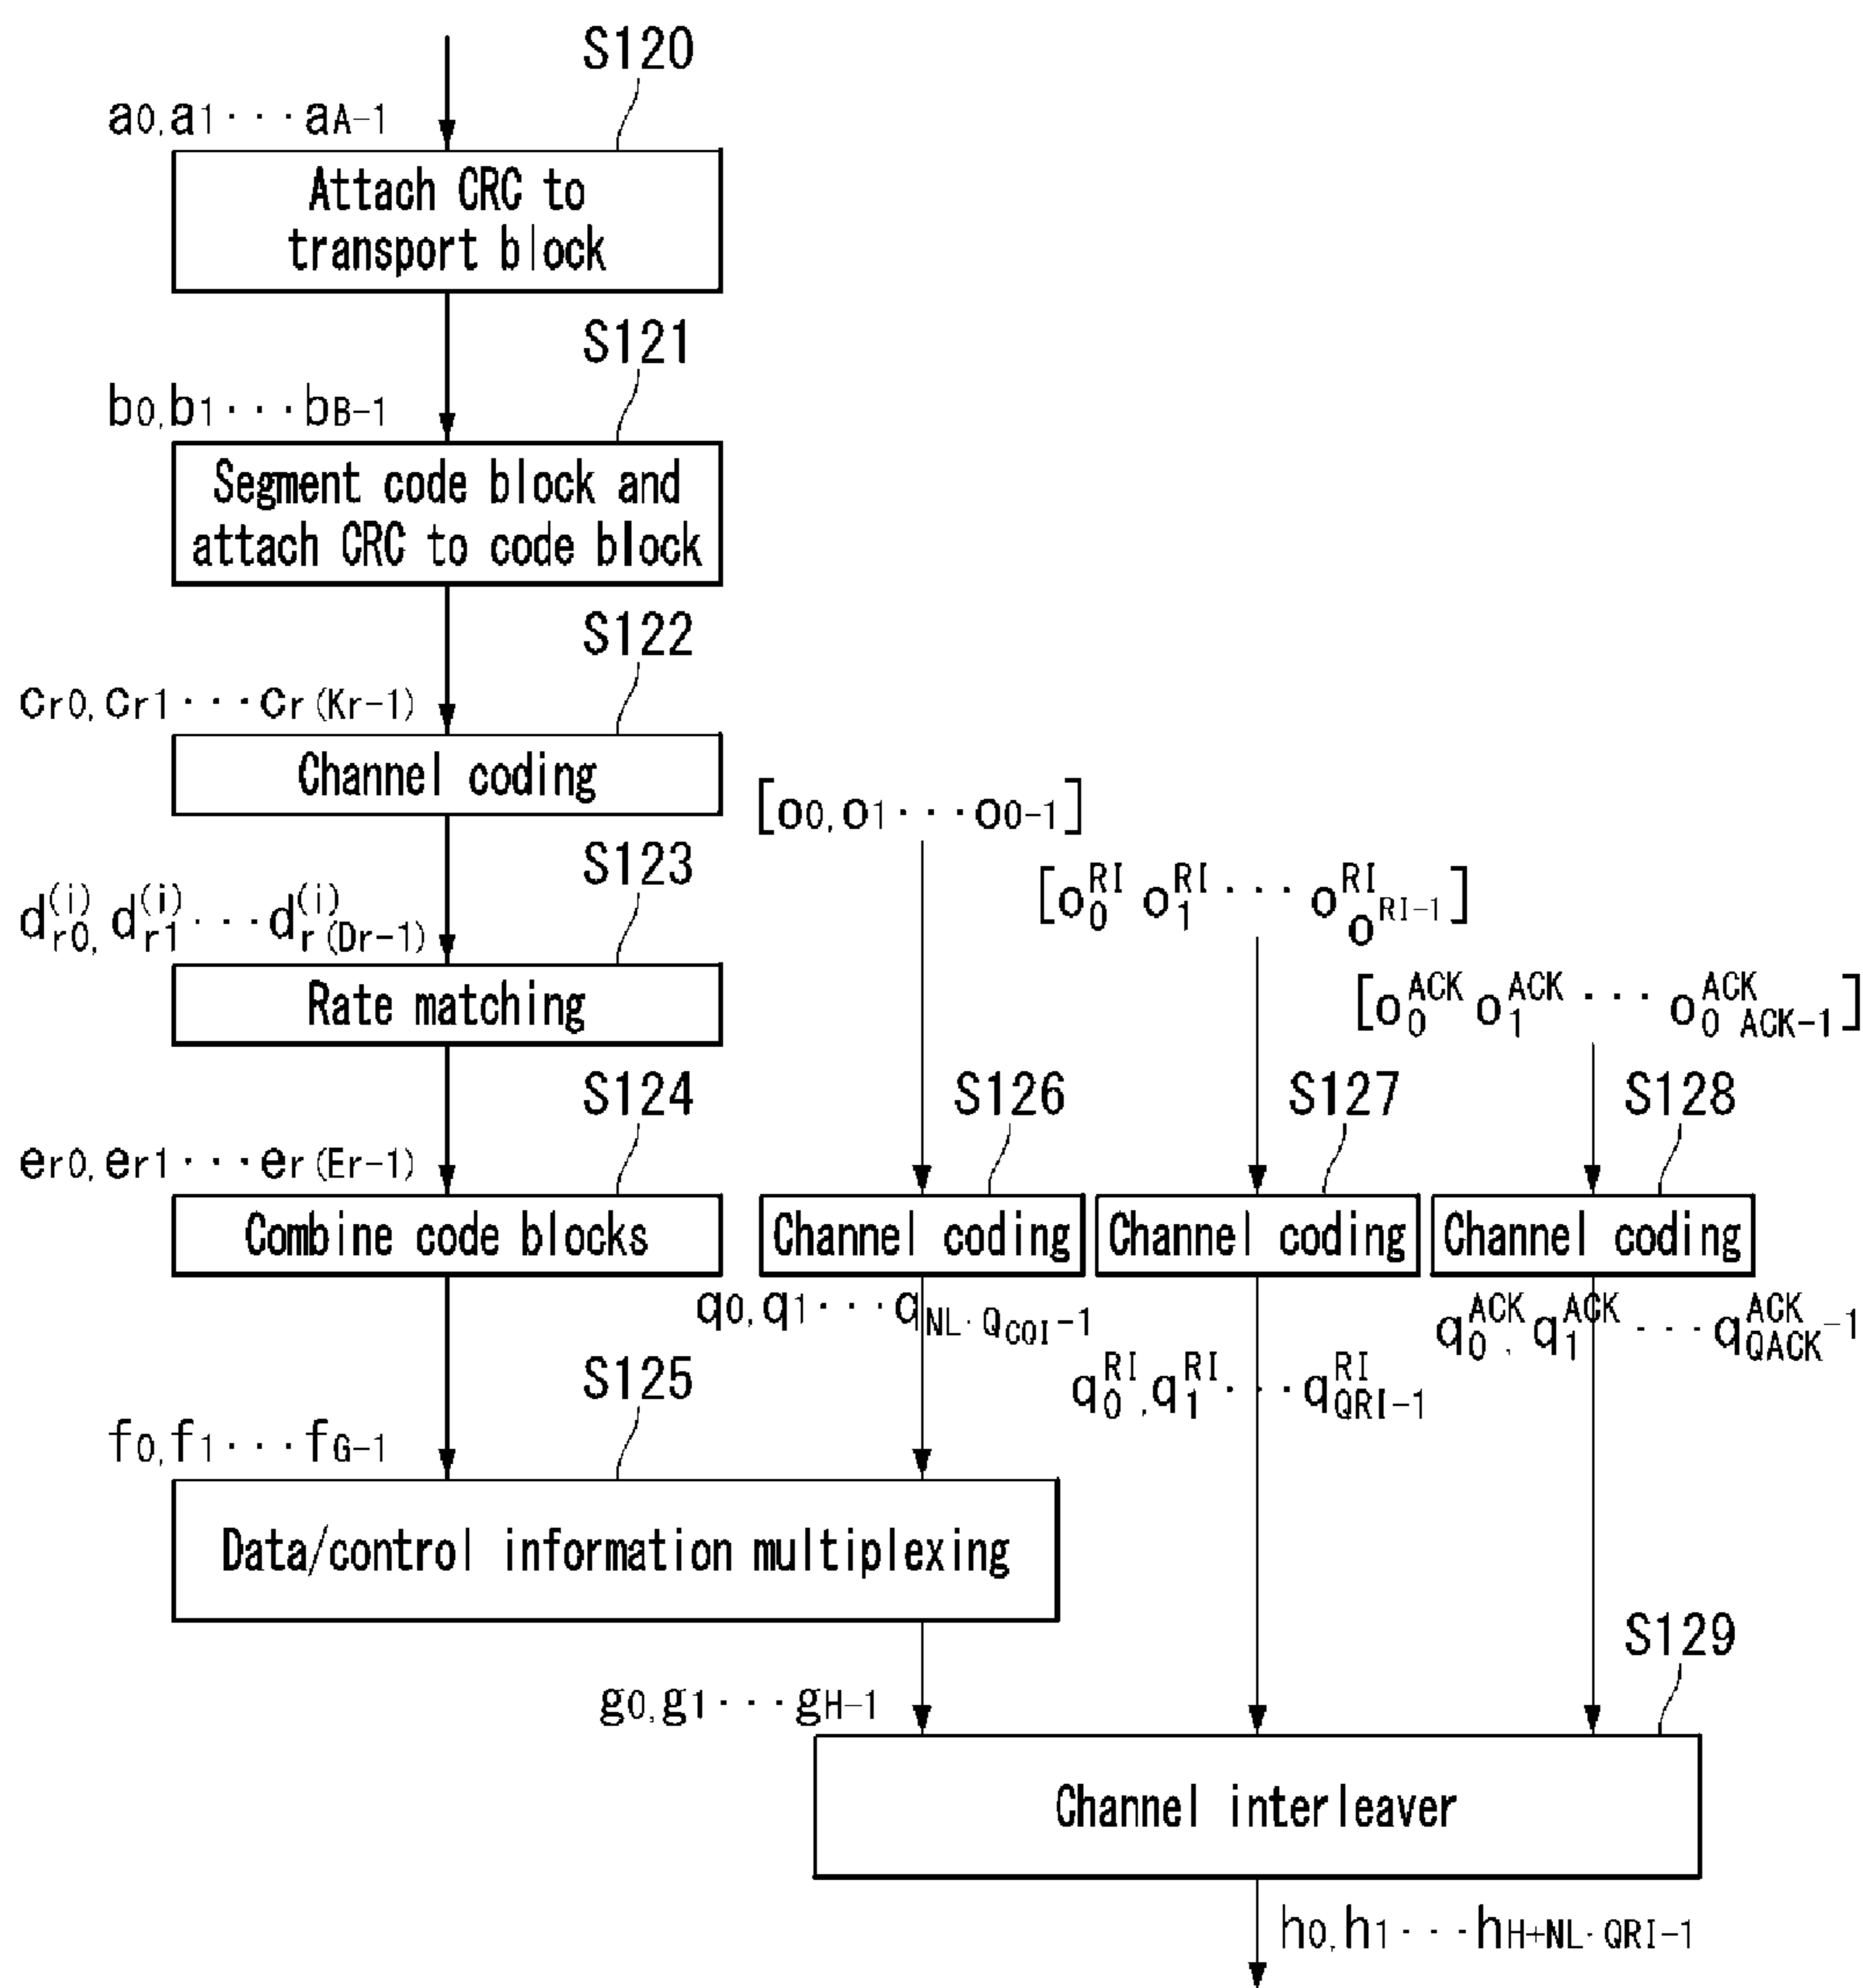 S120
a0,a1···aA-1
Attach CRC to
transport block
S121
b0,b1···bB-1
Segment code block and
attach CRC to code block
S122
cr0,cr1···cr(Kr-1)
Channel coding
[o0,o1···o0-1]
S123
d(i)r0,d(i)r1···d(i)r(Dr-1)
[oRI0 oRI1···oRIoRI-1]
Rate matching
[oACK0 oACK1···oACK0 ACK-1]
S124
S126
S127
S128
er0,er1···er(Er-1)
Combine code blocks
Channel coding
Channel coding
Channel coding
q0,q1···qNL·QCQI-1
qACK0,qACK1···qACKQACK-1
S125
qRI0,qRI1···qRIQRI-1
f0,f1···fG-1
Data/control information multiplexing
S129
g0,g1···gH-1
Channel interleaver
h0,h1···hH+NL·QRI-1